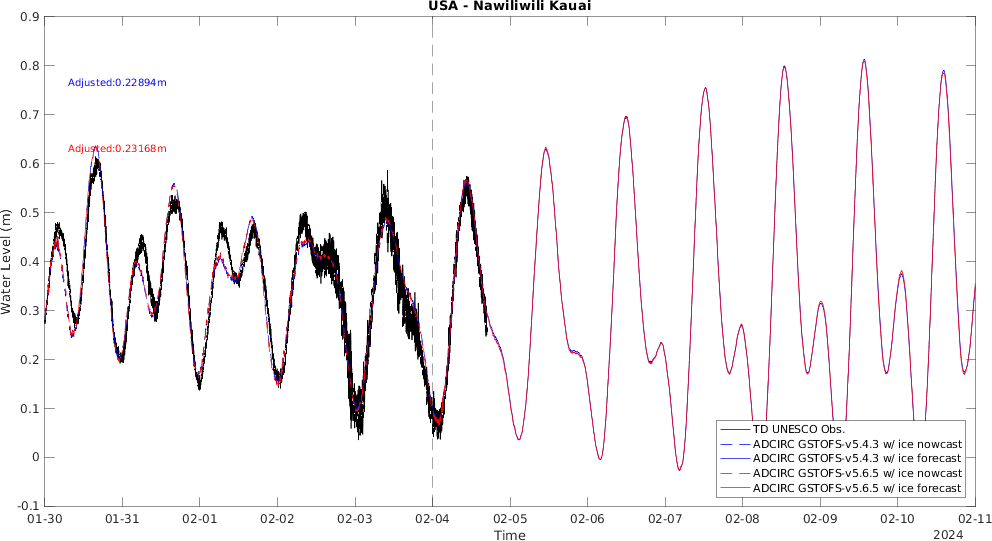 USA - Nawiliwili Kauai
0.9
0.8
0.7
0.6
0.5
0.4
0.3
0.2
0.1
0
-0.1
Water Level (m)
Adjusted:0.22894m
Adjusted:0.23168m
TD UNESCO Obs.
ADCIRC GSTOFS-v5.4.3 w/ ice nowcast
ADCIRC GSTOFS-v5.4.3 w/ ice forecast
ADCIRC GSTOFS-v5.6.5 w/ ice nowcast
ADCIRC GSTOFS-v5.6.5 w/ ice forecast
01-30 01-31 02-01 02-02 02-03 02-04 02-05 02-06 02-07 02-08 02-09 02-10 02-11
Time
2024